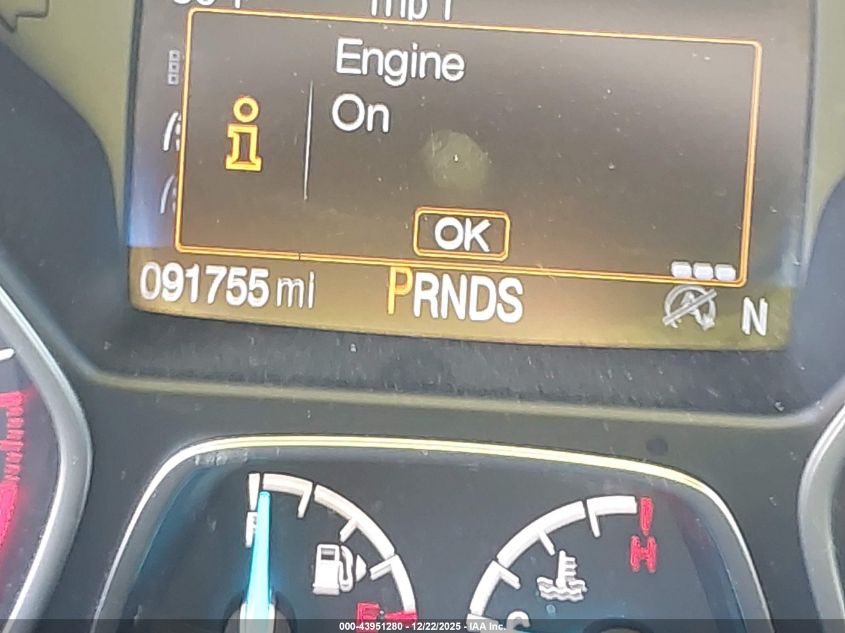 Trip 1
Engine
On
OK
091755 mi PRNDS N
F
H
E
C
000-43951280 - 12/22/2025 - IAA Inc.